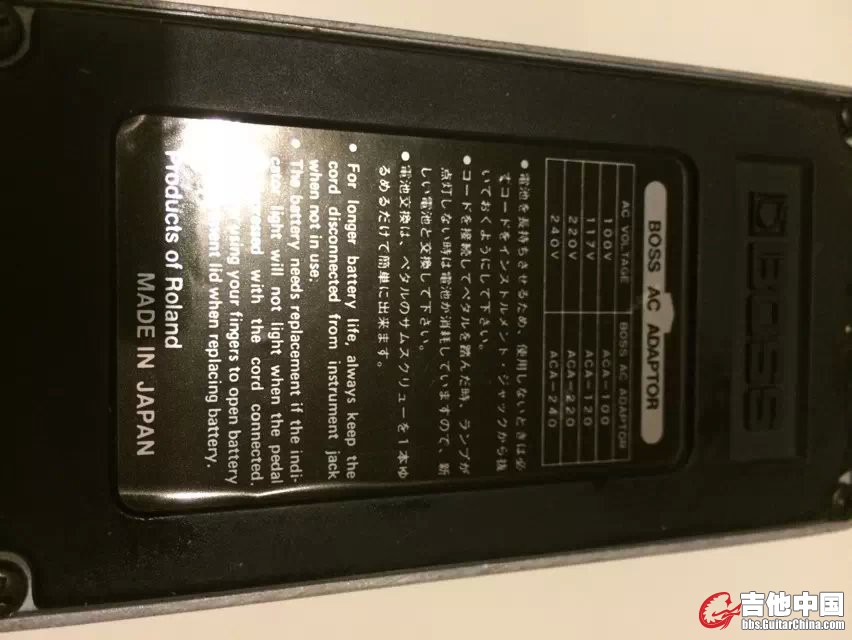 BOSS
BOSS AC ADAPTOR
AC VOLTAGE BOSS AC ADAPTOR
100V ACA-100
117V ACA-120
220V ACA-220
240V ACA-240
● 電池を長持ちさせるため、使用しないときは必
ずコードをインストルメント・ジャックから抜
いておくようにして下さい。
● コードを接続してペダルを踏んだ時、ランプが
点灯しない時は電池が消耗していますので、新
しい電池と交換して下さい。
● 電池交換は、ペダルのサムスクリューを1本ゆ
るめるだけで簡単に出来ます。
● For longer battery life, always keep the
cord disconnected from instrument jack
when not in use.
● The battery needs replacement if the indi-
cator light will not light when the pedal
with the cord connected.
using your fingers to open battery
lid when replacing battery.
Products of Roland
MADE IN JAPAN
吉他中国
bbs.GuitarChina.com